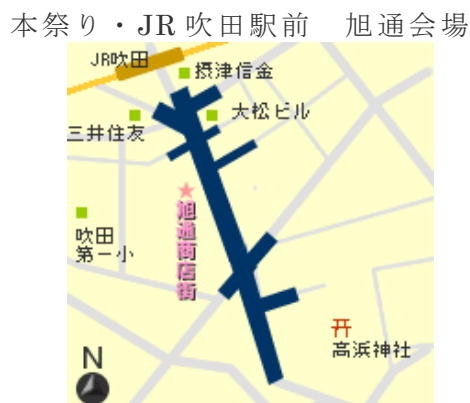 本祭り・JR吹田駅前　旭通会場
JR吹田
摂津信金
大松ビル
三井住友
旭通商店街
吹田
第一小
高浜神社
N